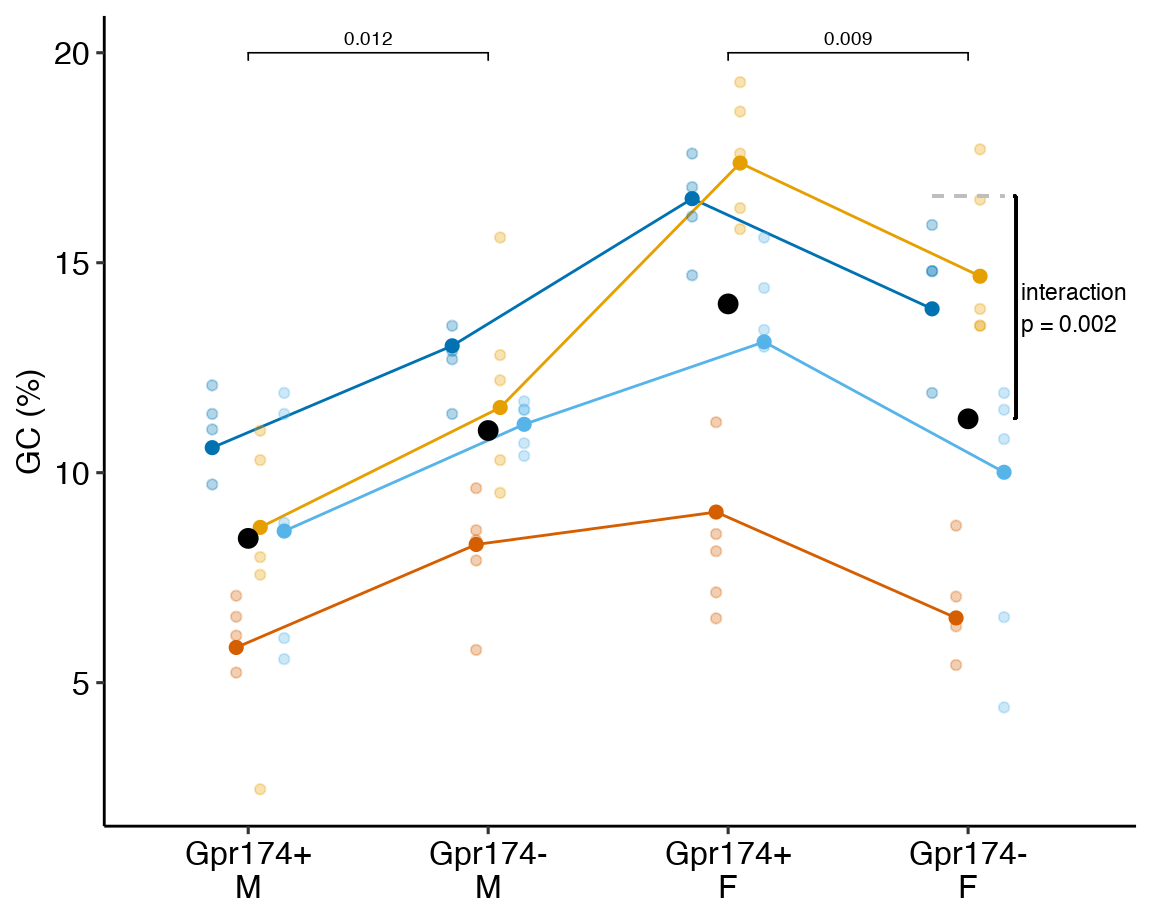 0.012
0.009
20
15
10
5
GC (%)
interaction
p = 0.002
Gpr174+
M
Gpr174-
M
Gpr174+
F
Gpr174-
F